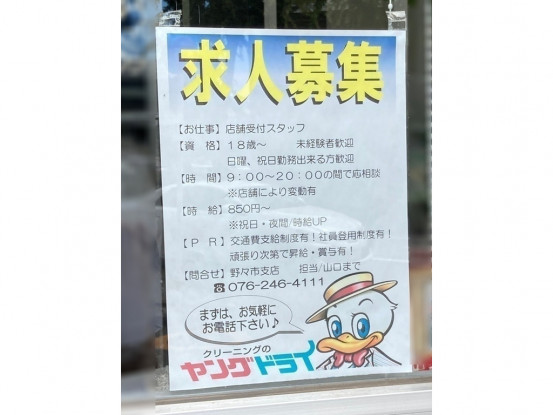 求人募集
【お仕事】店舗受付スタッフ
【資　格】１８歳～　未経験者歓迎
日曜、祝日勤務出来る方歓迎
【時　間】９：００～２０：００の間で応相談
※店舗により変動有
【時　給】８５０円～
※祝日・夜間/時給UP
【ＰＲ】交通費支給制度有！社員登用制度有！
頑張り次第で昇給・賞与有！
【問合せ】野々市支店　担当/山口まで
☎076-246-4111
まずは、お気軽に
お電話下さい♪
クリーニングの
ヤングドライ